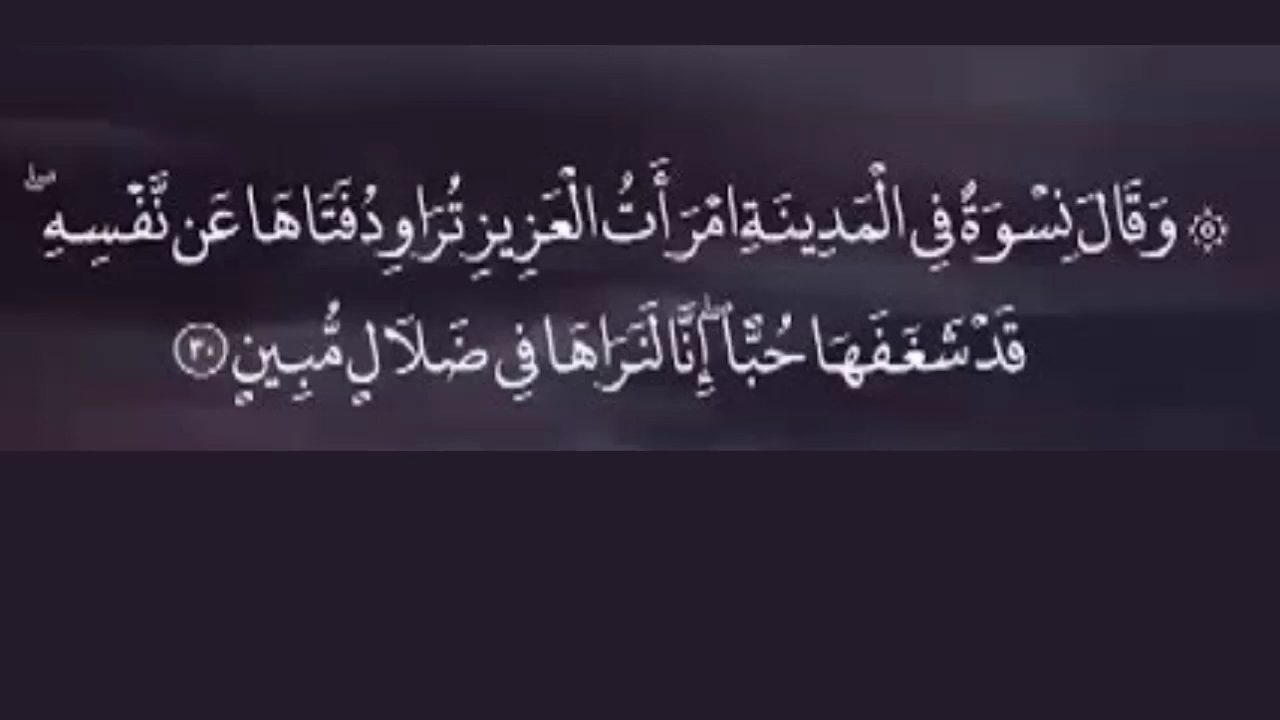 ۞ وَقَالَ نِسْوَةٌ فِي الْمَدِينَةِ امْرَأَتُ الْعَزِيزِ تُرَاوِدُ فَتَاهَا عَن نَّفْسِهِ ۖ
قَدْ شَغَفَهَا حُبًّا ۖ إِنَّا لَنَرَاهَا فِي ضَلَالٍ مُّبِينٍ ﴿٣٠﴾